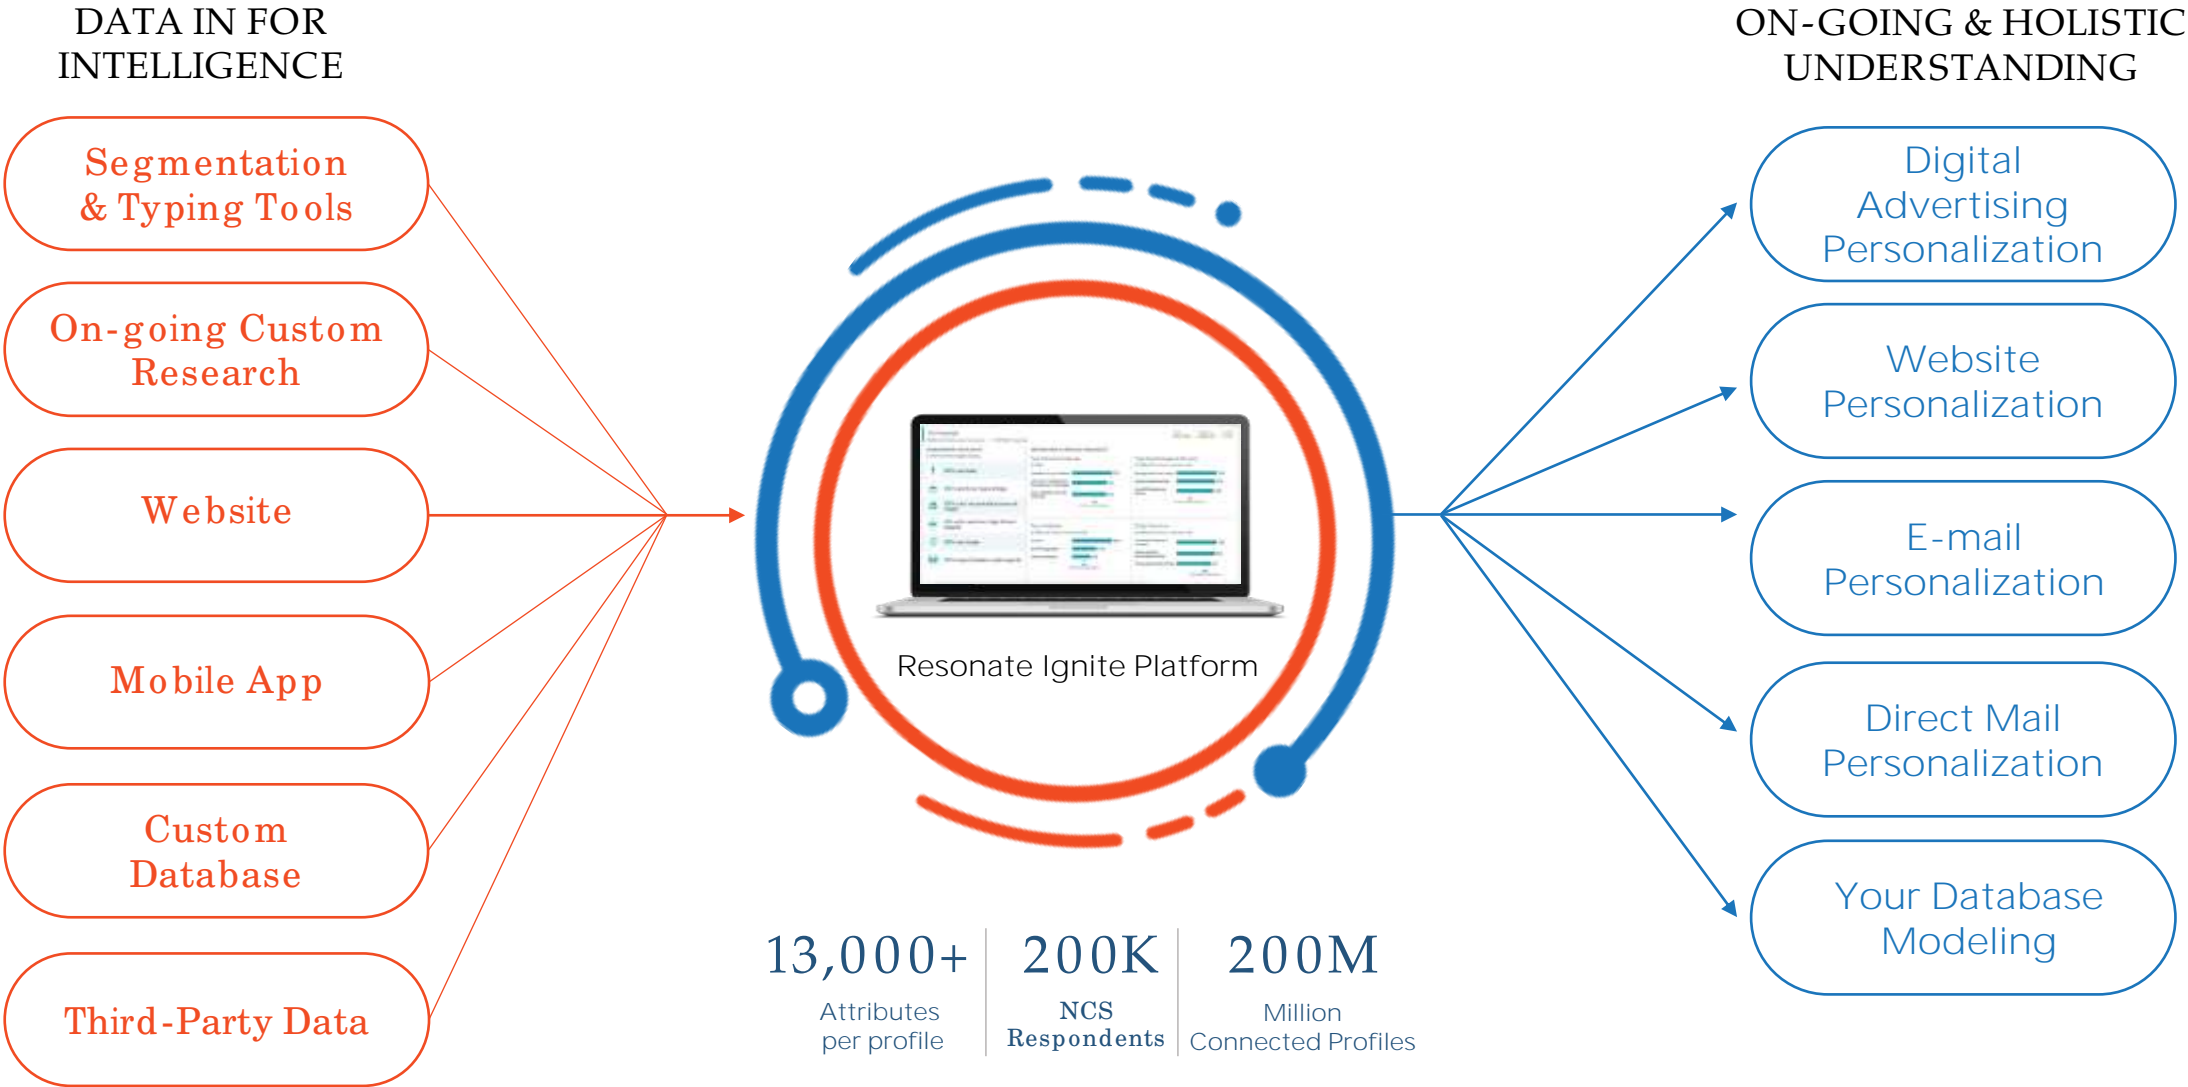 DATA IN FOR
INTELLIGENCE
Segmentation
& Typing Tools
On-going Custom
Research
Website
Mobile App
Custom
Database
Third-Party Data
Resonate Ignite Platform
13,000+
Attributes
per profile
200K
NCS
Respondents
200M
Million
Connected Profiles
ON-GOING & HOLISTIC
UNDERSTANDING
Digital
Advertising
Personalization
Website
Personalization
E-mail
Personalization
Direct Mail
Personalization
Your Database
Modeling